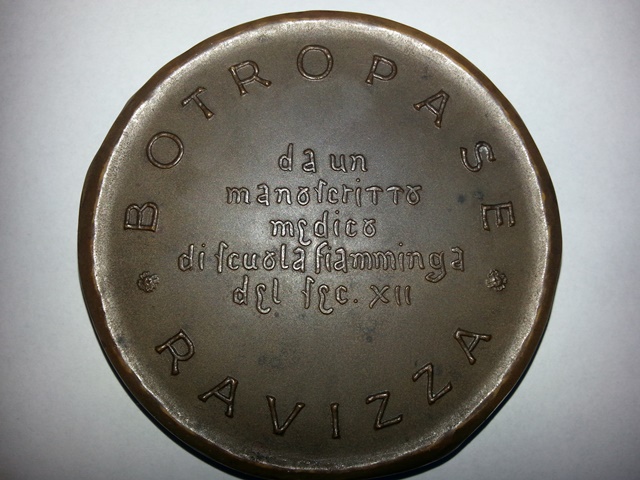 BOTROPASE
da un
manoscritto
medico
di scuola fiamminga
del sec. XII
RAVIZZA